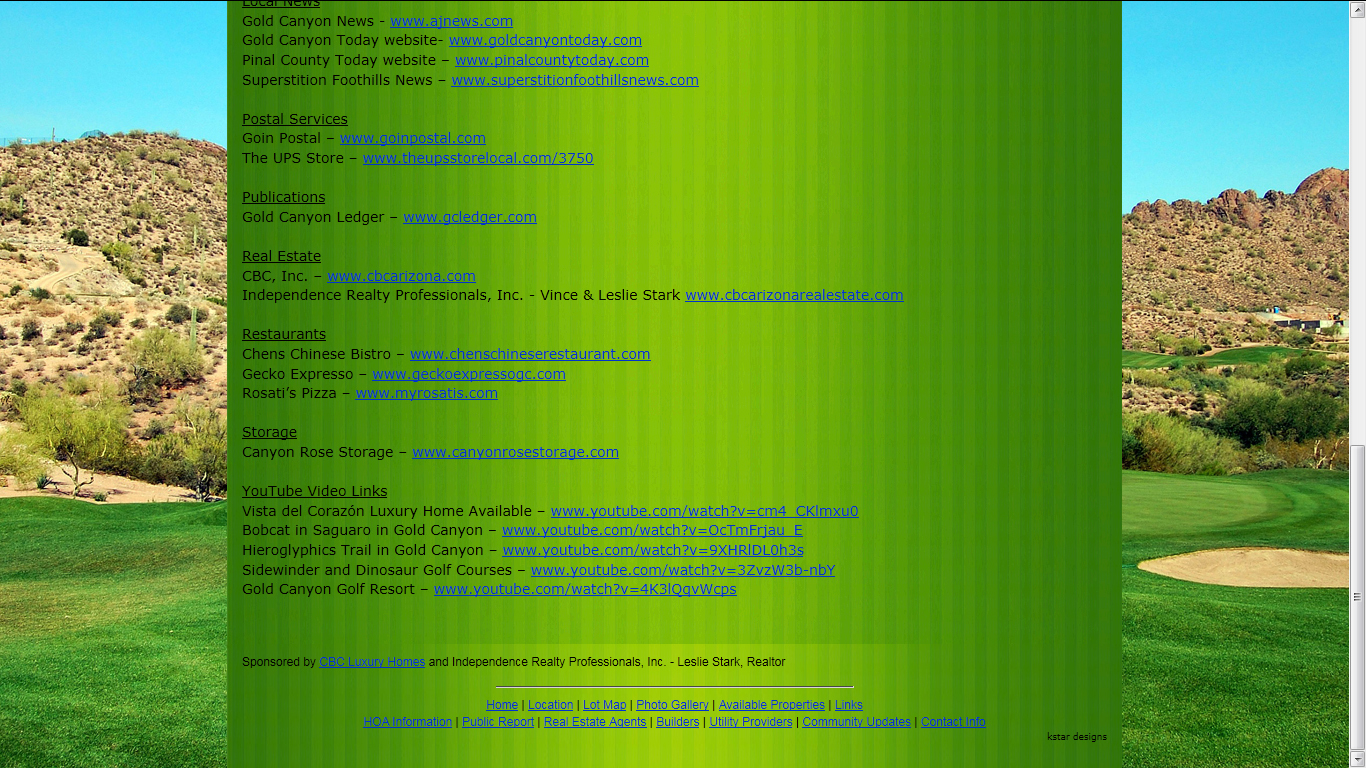 Local News
Gold Canyon News - www.ajnews.com
Gold Canyon Today website- www.goldcanyontoday.com
Pinal County Today website – www.pinalcountytoday.com
Superstition Foothills News – www.superstitionfoothillsnews.com
Postal Services
Goin Postal – www.goinpostal.com
The UPS Store – www.theupsstorelocal.com/3750
Publications
Gold Canyon Ledger – www.gcledger.com
Real Estate
CBC, Inc. – www.cbcarizona.com
Independence Realty Professionals, Inc. - Vince & Leslie Stark www.cbcarizonarealestate.com
Restaurants
Chens Chinese Bistro – www.chenschineserestaurant.com
Gecko Expresso – www.geckoexpressogc.com
Rosati’s Pizza – www.myrosatis.com
Storage
Canyon Rose Storage – www.canyonrosestorage.com
YouTube Video Links
Vista del Corazón Luxury Home Available – www.youtube.com/watch?v=cm4_CKlmxu0
Bobcat in Saguaro in Gold Canyon – www.youtube.com/watch?v=OcTmFrjau_E
Hieroglyphics Trail in Gold Canyon – www.youtube.com/watch?v=9XHRlDL0h3s
Sidewinder and Dinosaur Golf Courses – www.youtube.com/watch?v=3ZvzW3b-nbY
Gold Canyon Golf Resort – www.youtube.com/watch?v=4K3lQqvWcps
Sponsored by CBC Luxury Homes and Independence Realty Professionals, Inc. - Leslie Stark, Realtor
Home | Location | Lot Map | Photo Gallery | Available Properties | Links
HOA Information | Public Report | Real Estate Agents | Builders | Utility Providers | Community Updates | Contact Info
kstar designs